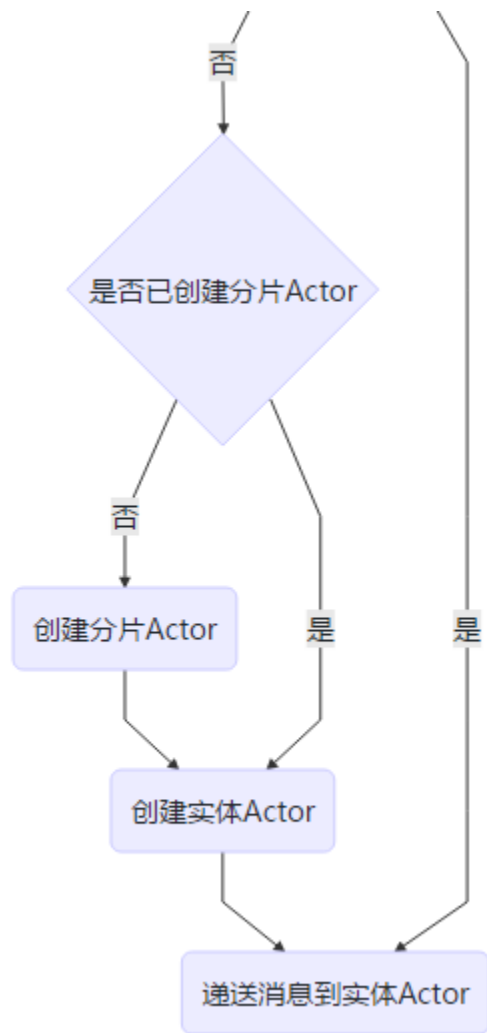 否
是否已创建分片Actor
否
创建分片Actor
是
是
创建实体Actor
递送消息到实体Actor